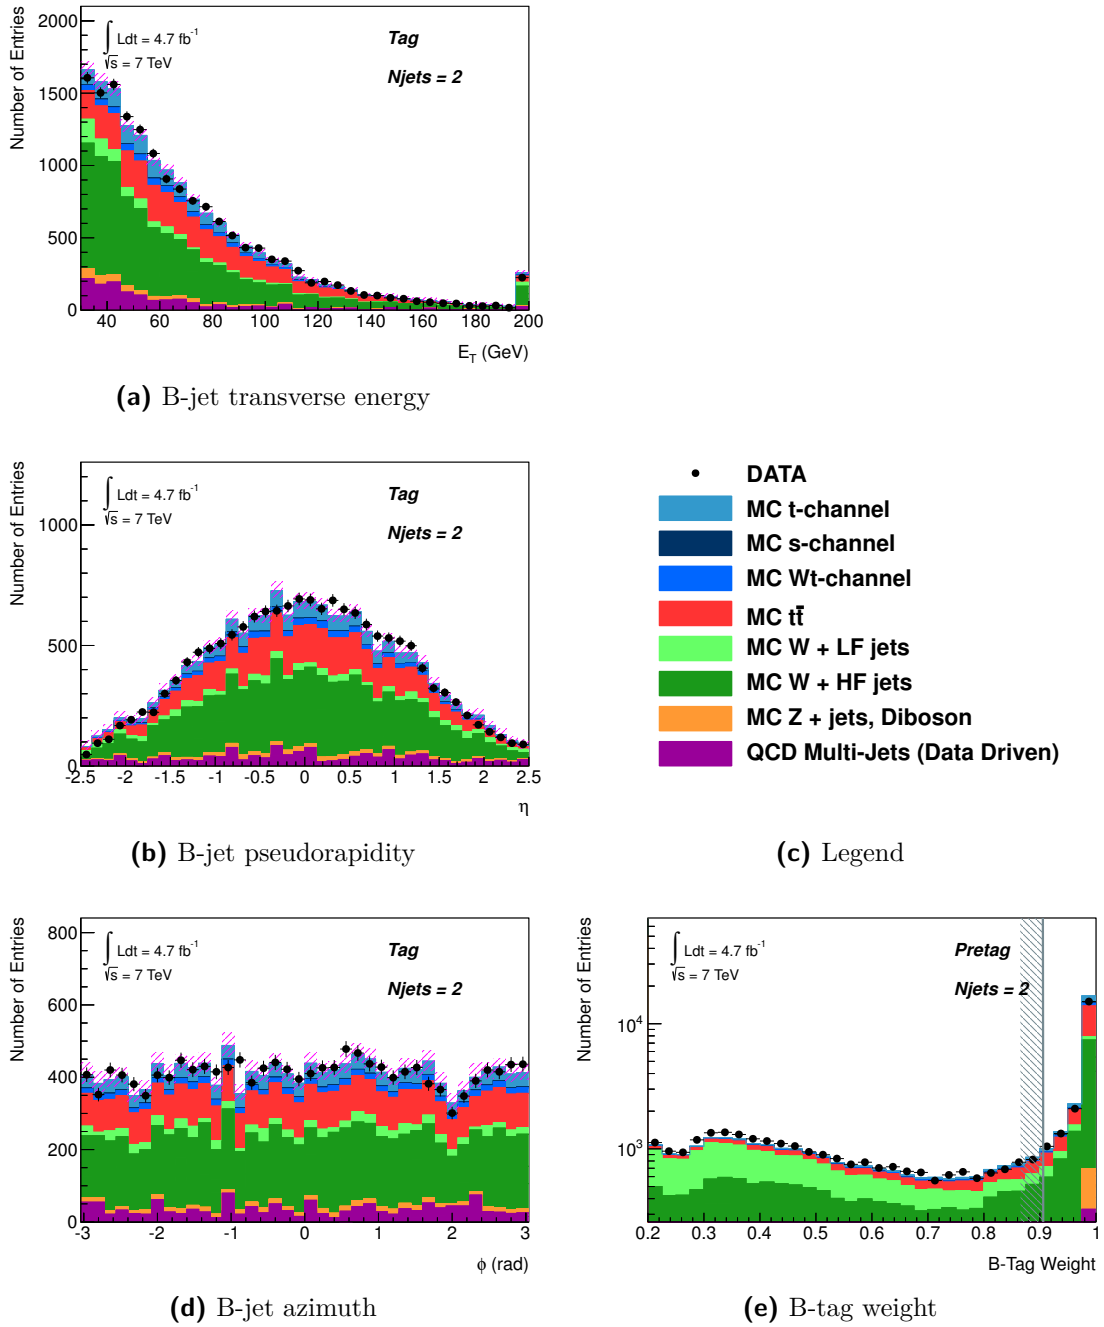 Number of Entries
2000
1500
1000
500
0
∫ Ldt = 4.7 fb⁻¹
√s = 7 TeV
Tag
Njets = 2
40 60 80 100 120 140 160 180 200
E_T (GeV)
(a) B-jet transverse energy
Number of Entries
1000
500
0
∫ Ldt = 4.7 fb⁻¹
√s = 7 TeV
Tag
Njets = 2
-2.5 -2 -1.5 -1 -0.5 0 0.5 1 1.5 2 2.5
η
(b) B-jet pseudorapidity
DATA
MC t-channel
MC s-channel
MC Wt-channel
MC tt̄
MC W + LF jets
MC W + HF jets
MC Z + jets, Diboson
QCD Multi-Jets (Data Driven)
(c) Legend
Number of Entries
800
600
400
200
0
∫ Ldt = 4.7 fb⁻¹
√s = 7 TeV
Tag
Njets = 2
-3 -2 -1 0 1 2 3
φ (rad)
(d) B-jet azimuth
Number of Entries
10⁴
10³
∫ Ldt = 4.7 fb⁻¹
√s = 7 TeV
Pretag
Njets = 2
0.2 0.3 0.4 0.5 0.6 0.7 0.8 0.9 1
B-Tag Weight
(e) B-tag weight